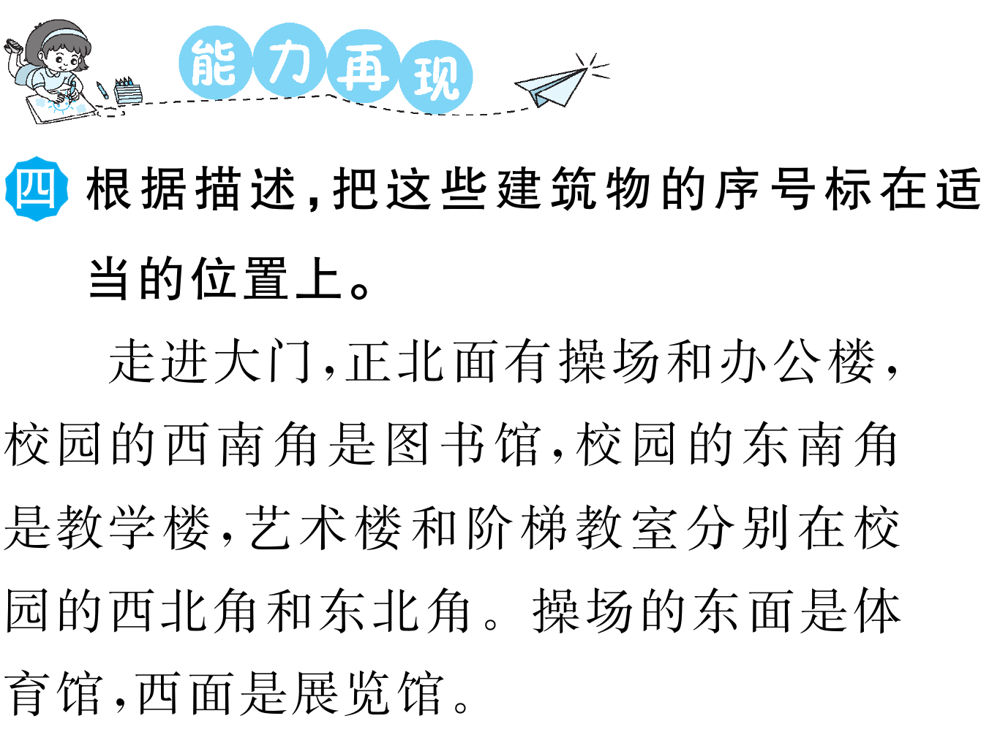 能力再现
四 根据描述,把这些建筑物的序号标在适
当的位置上。
走进大门,正北面有操场和办公楼,
校园的西南角是图书馆,校园的东南角
是教学楼,艺术楼和阶梯教室分别在校
园的西北角和东北角。操场的东面是体
育馆,西面是展览馆。